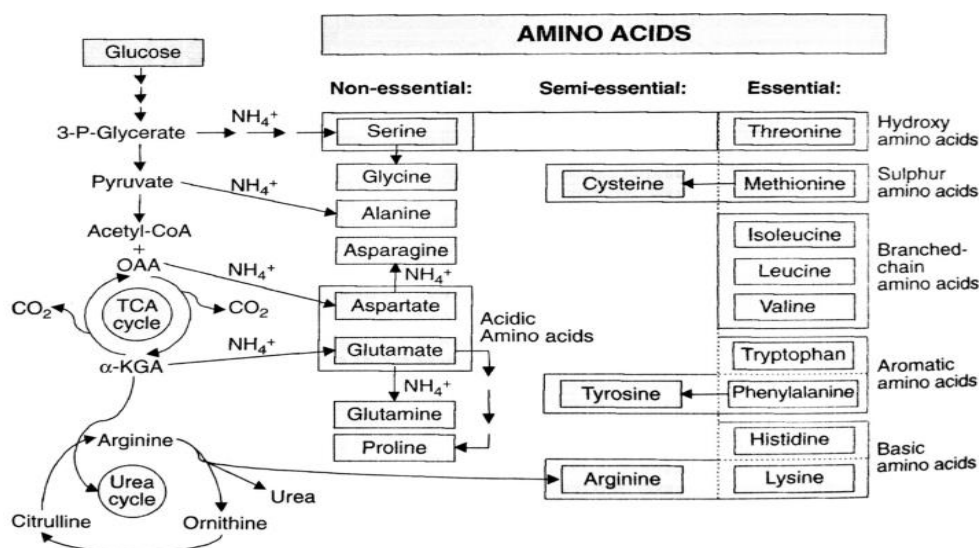 AMINO ACIDS
Glucose
Non-essential:
Semi-essential:
Essential:
3-P-Glycerate
NH4+
Serine
Threonine
Hydroxy
amino acids
Glycine
Pyruvate
NH4+
Alanine
Cysteine
Methionine
Sulphur
amino acids
Acetyl-CoA
+
OAA
NH4+
Asparagine
NH4+
Isoleucine
Leucine
Valine
Branched-
chain
amino acids
CO2
TCA
cycle
CO2
Aspartate
Acidic
Amino acids
α-KGA
NH4+
Glutamate
NH4+
Glutamine
Proline
Tryptophan
Tyrosine
Phenylalanine
Aromatic
amino acids
Arginine
Urea
cycle
Urea
Citrulline
Ornithine
Arginine
Histidine
Lysine
Basic
amino acids